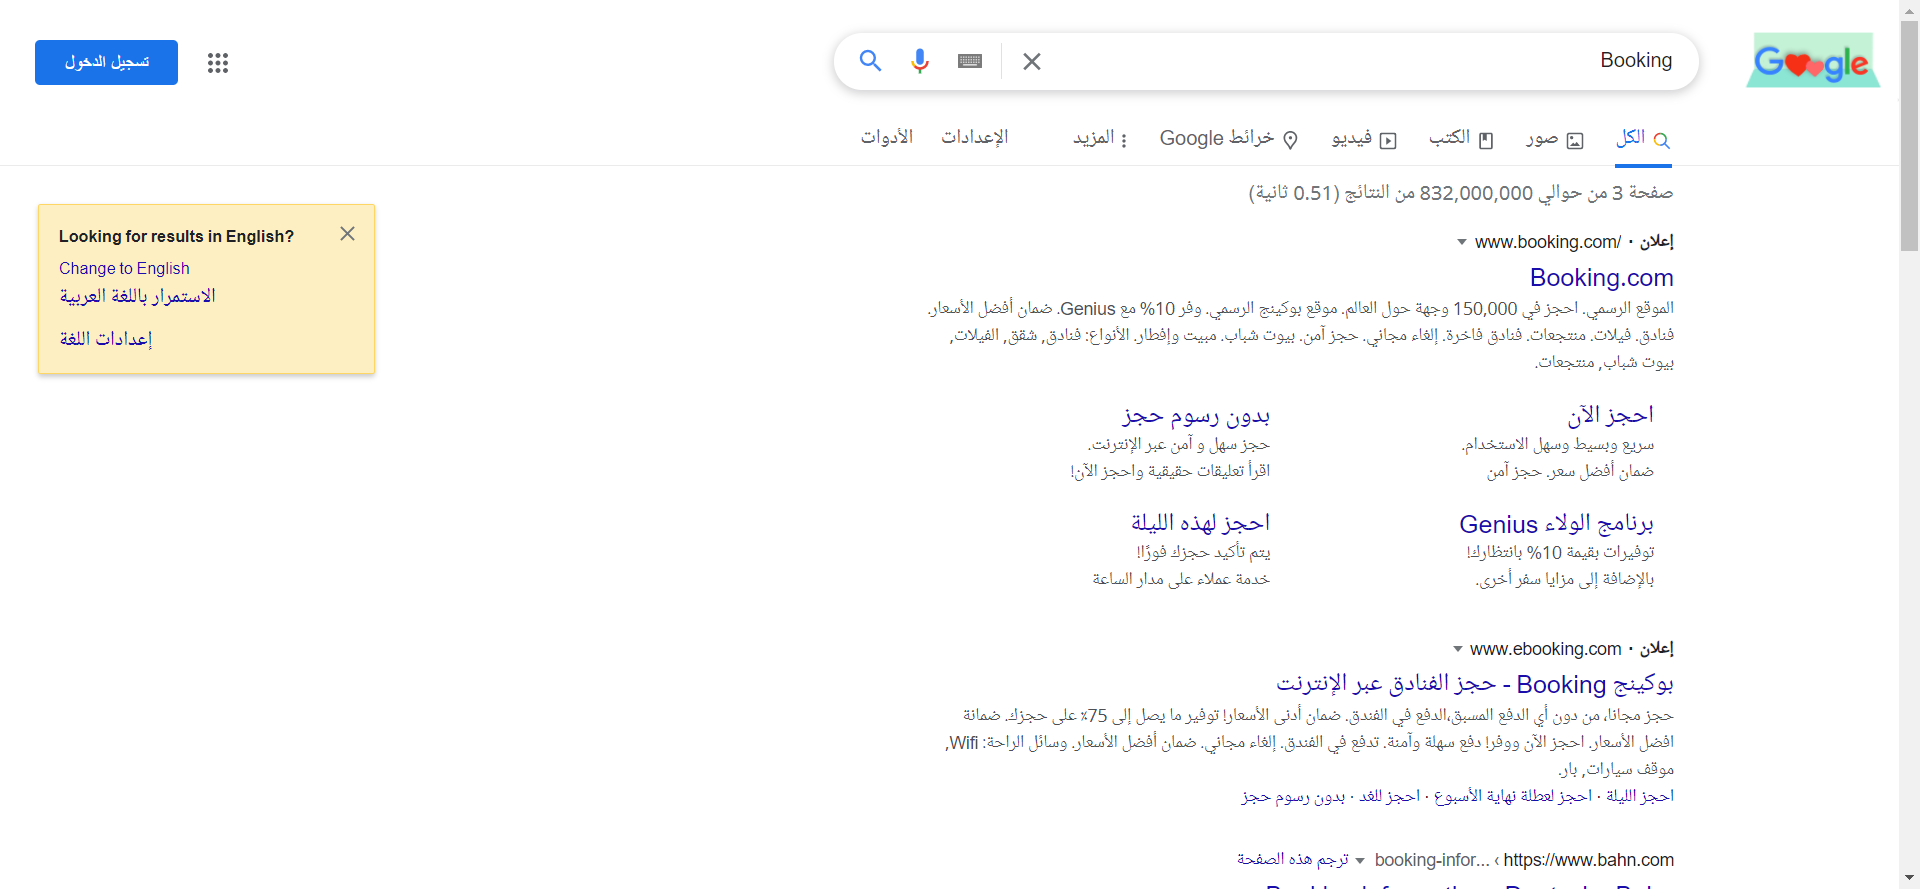 Google
Booking
تسجيل الدخول
الكل
صور
الكتب
فيديو
خرائط Google
المزيد
الإعدادات
الأدوات
صفحة 3 من حوالي 832,000,000 من النتائج (0.51 ثانية)
Looking for results in English?
Change to English
الاستمرار باللغة العربية
إعدادات اللغة
إعلان · www.booking.com/
Booking.com
الموقع الرسمي. احجز في 150,000 وجهة حول العالم. موقع بوكينج الرسمي. وفر 10% مع Genius. ضمان أفضل الأسعار.
فنادق. فيلات. منتجعات. فنادق فاخرة. إلغاء مجاني. حجز آمن. بيوت شباب. مبيت وإفطار. الأنواع: فنادق, شقق, الفيلات,
بيوت شباب, منتجعات.
احجز الآن
سريع وبسيط وسهل الاستخدام.
ضمان أفضل سعر. حجز آمن
بدون رسوم حجز
حجز سهل و آمن عبر الإنترنت.
اقرأ تعليقات حقيقية واحجز الآن!
برنامج الولاء Genius
توفيرات بقيمة 10% بانتظارك!
بالإضافة إلى مزايا سفر أخرى.
احجز لهذه الليلة
يتم تأكيد حجزك فورًا!
خدمة عملاء على مدار الساعة
إعلان · www.ebooking.com
بوكينج Booking - حجز الفنادق عبر الإنترنت
حجز مجانا، من دون أي الدفع المسبق،الدفع في الفندق. ضمان أدنى الأسعار! توفير ما يصل إلى 75٪ على حجزك. ضمانة
افضل الأسعار. احجز الآن ووفر! دفع سهلة وآمنة. تدفع في الفندق. إلغاء مجاني. ضمان أفضل الأسعار. وسائل الراحة: Wifi,
موقف سيارات, بار.
احجز الليلة · احجز لعطلة نهاية الأسبوع · احجز للغد · بدون رسوم حجز
https://www.bahn.com › booking-infor... ترجم هذه الصفحة